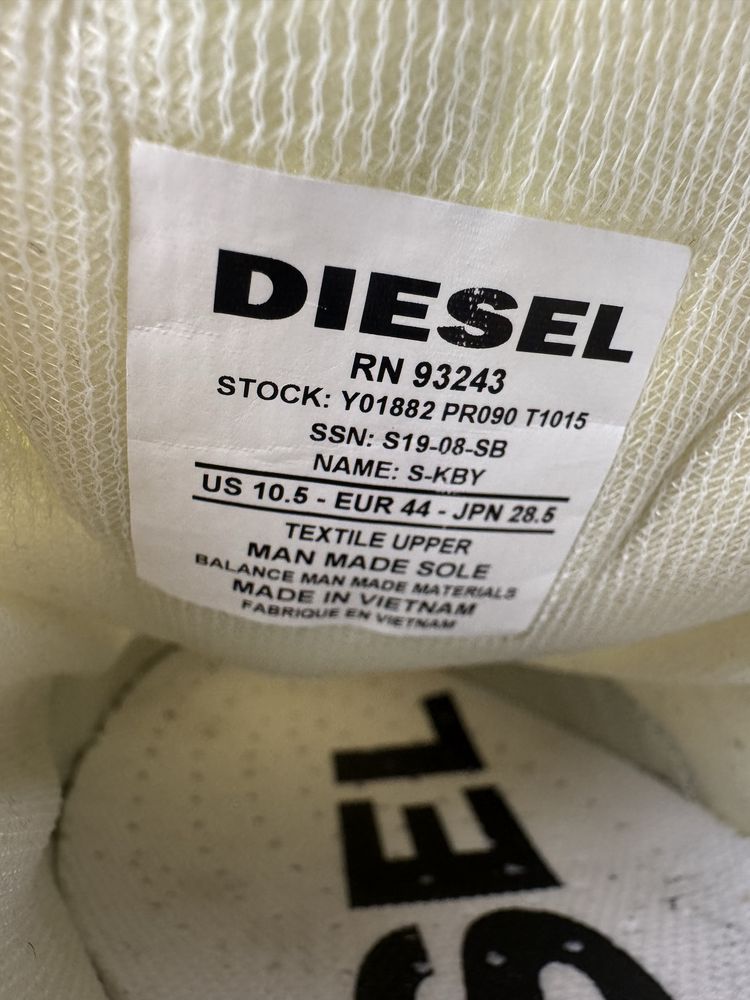 DIESEL
RN 93243
STOCK: Y01882 PR090 T1015
SSN: S19-08-SB
NAME: S-KBY
US 10.5 - EUR 44 - JPN 28.5
TEXTILE UPPER
MAN MADE SOLE
BALANCE MAN MADE MATERIALS
MADE IN VIETNAM
FABRIQUE EN VIETNAM
SEL